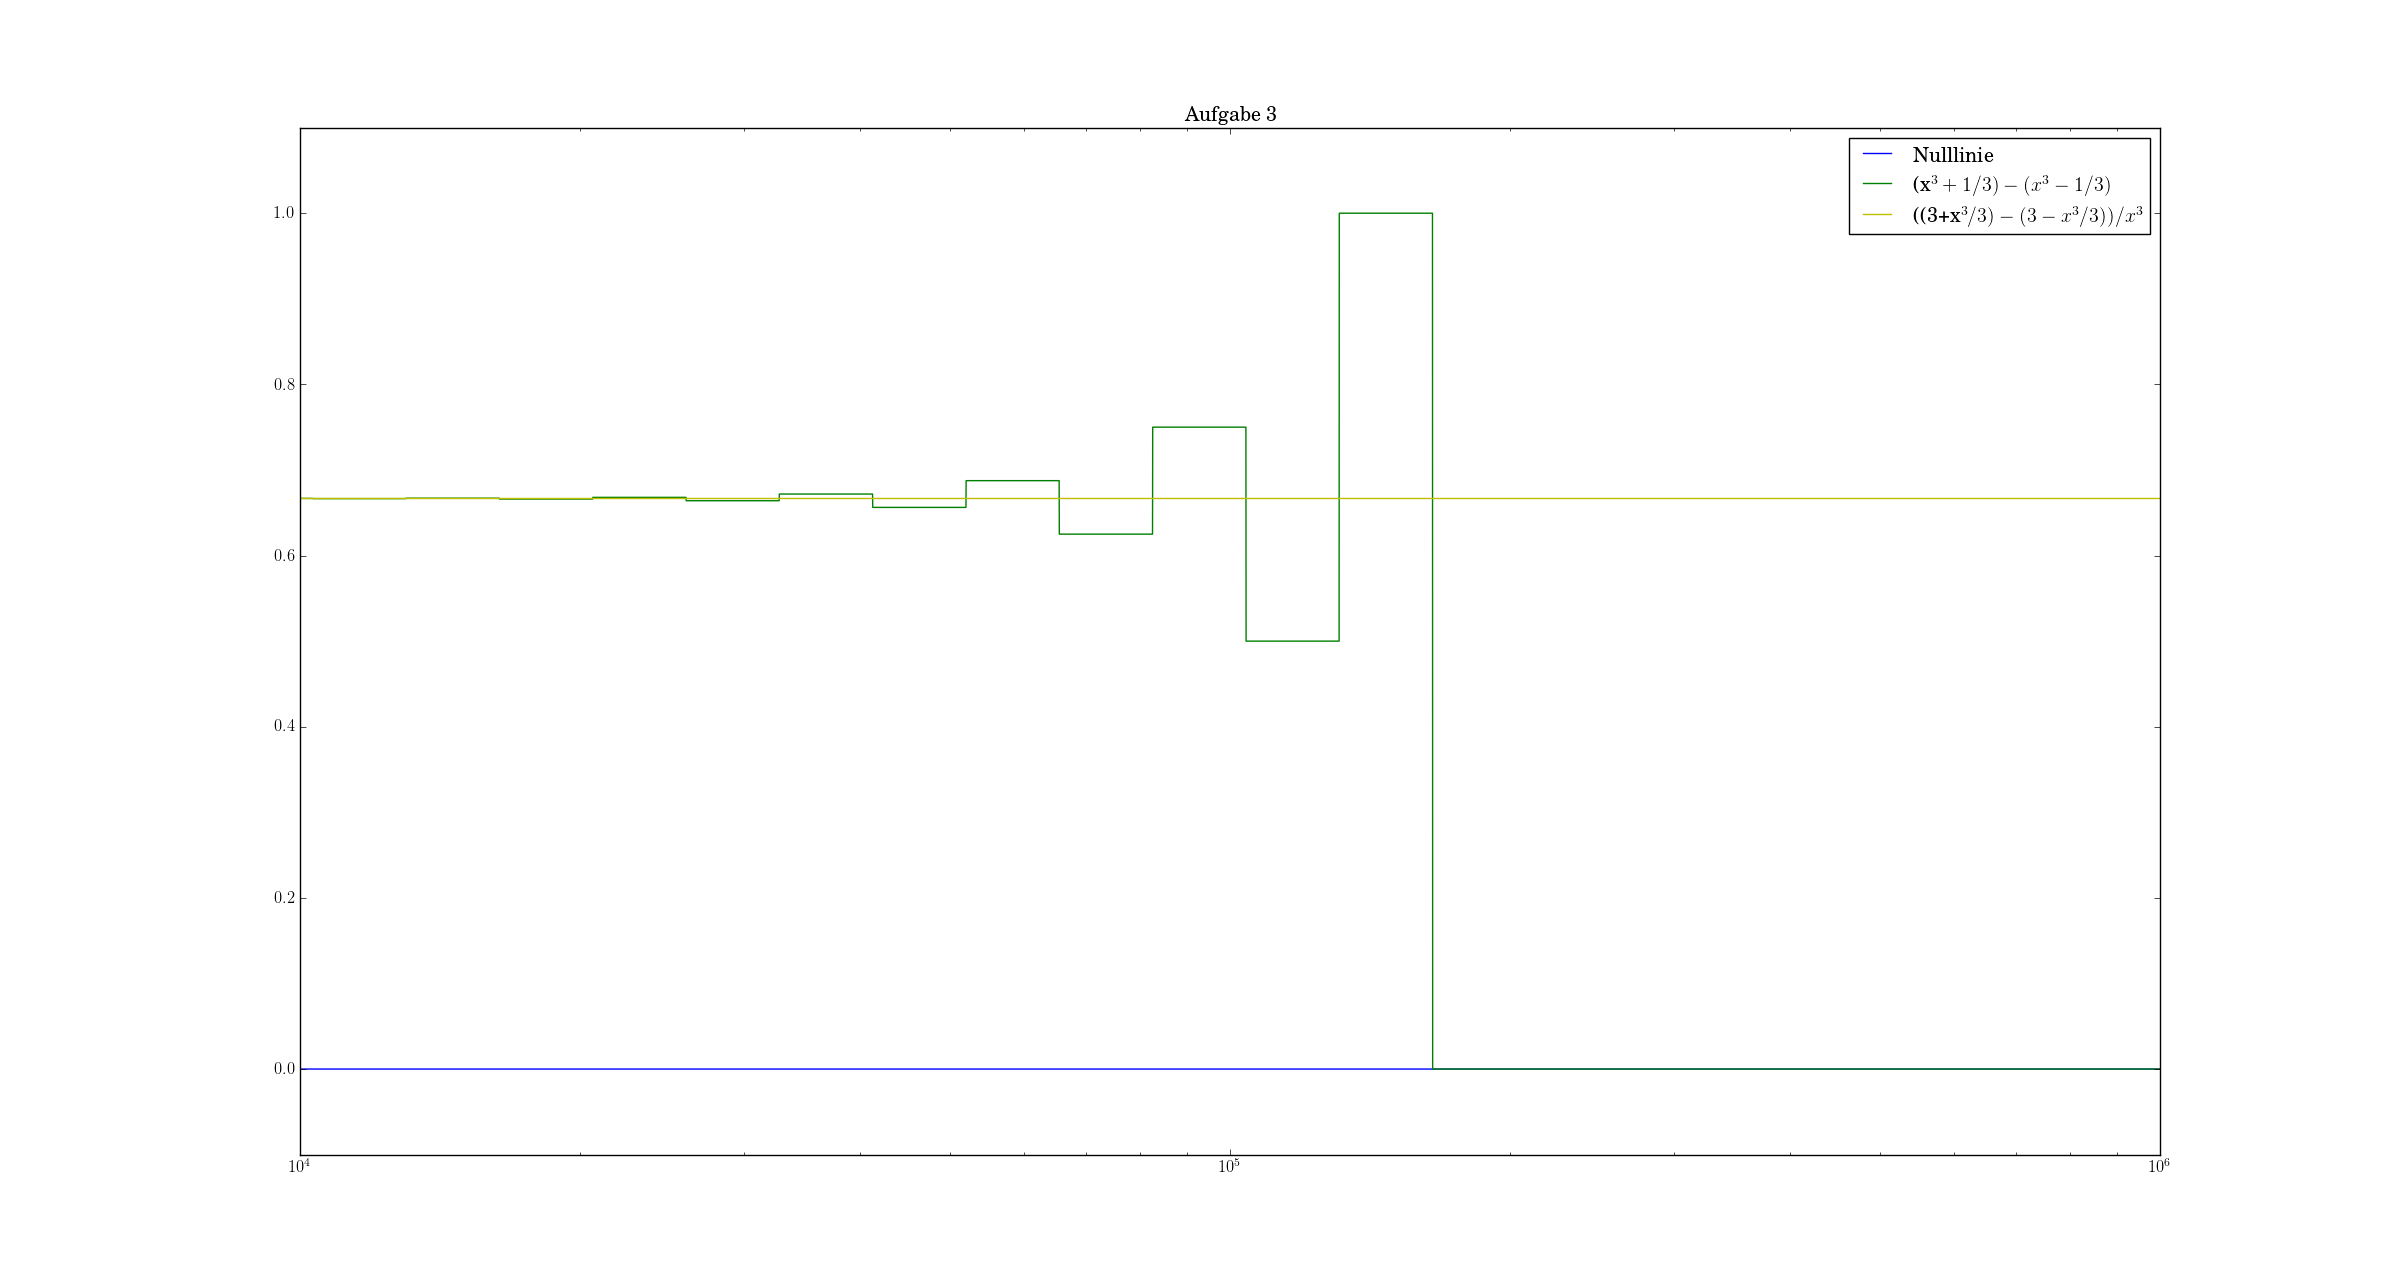 Aufgabe 3
Nulllinie
(x³ + 1/3) − (x³ − 1/3)
((3+x³/3) − (3 − x³/3))/x³
1.0
0.8
0.6
0.4
0.2
0.0
10⁴ 10⁵ 10⁶